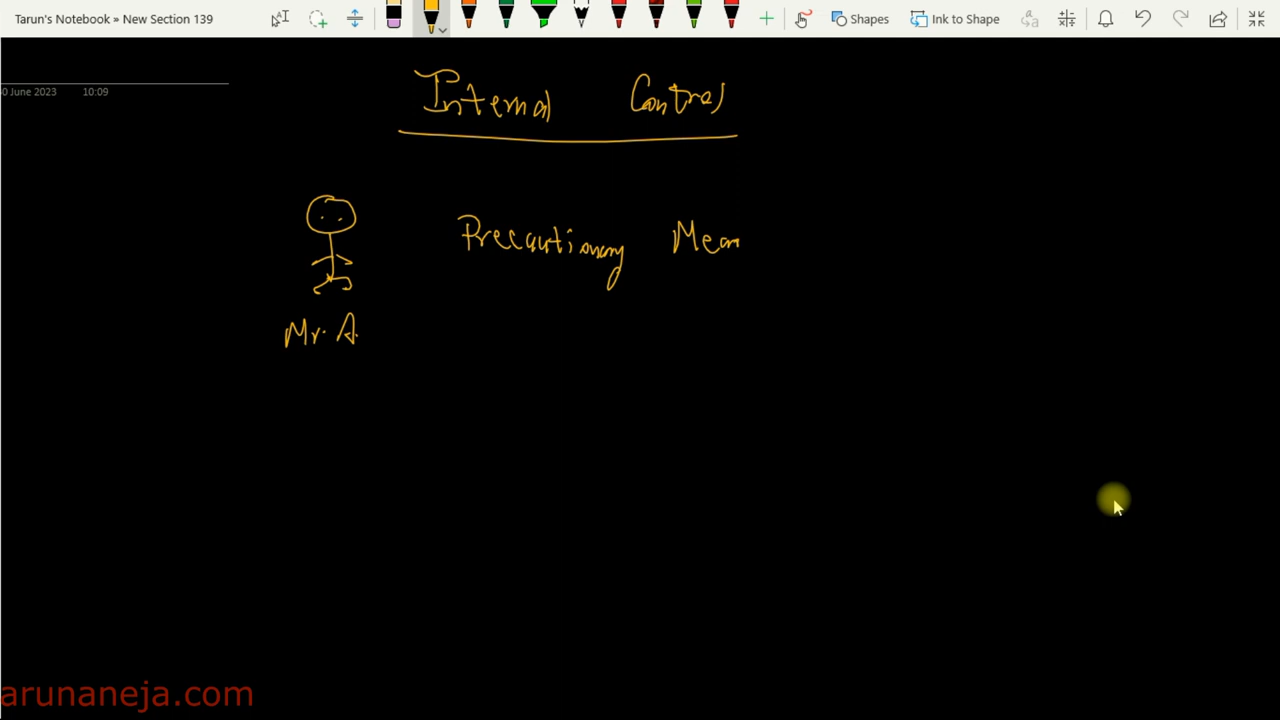 Tarun's Notebook » New Section 139
Shapes
Ink to Shape
0 June 2023 10:09
Internal Control
Precautionary Mea
Mr. A.
arunaneja.com